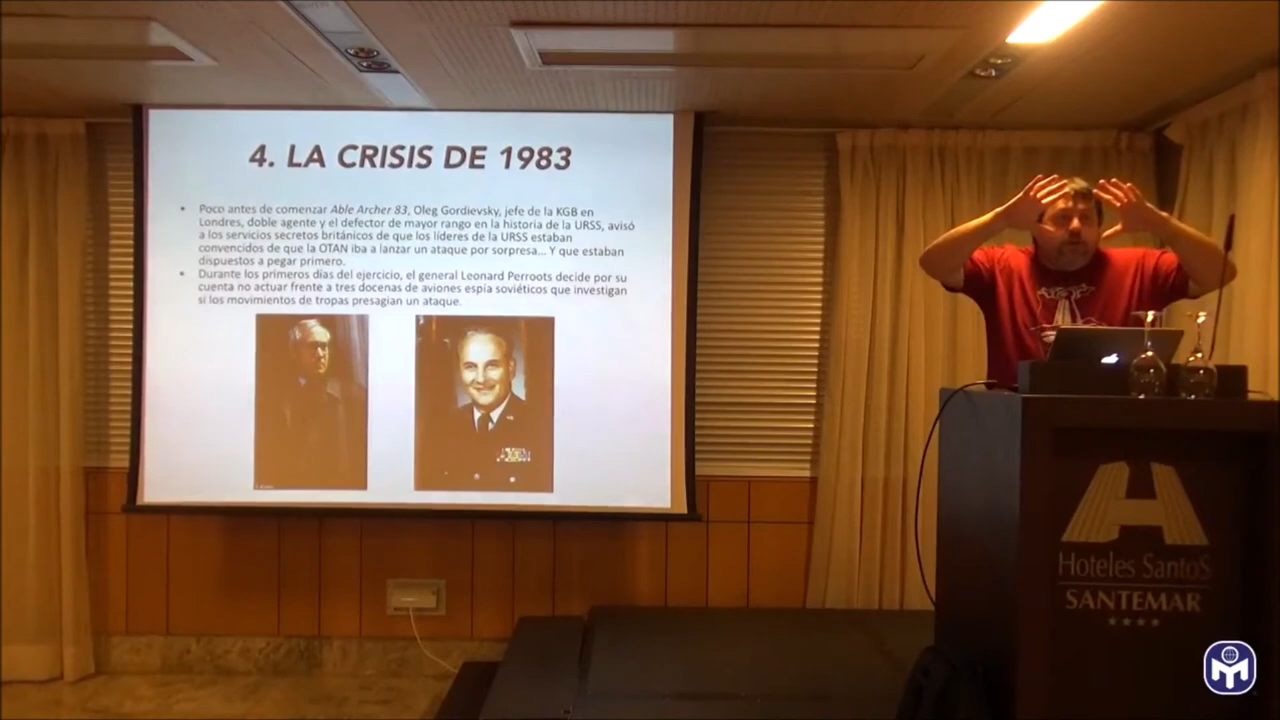 4. LA CRISIS DE 1983
• Poco antes de comenzar Able Archer 83, Oleg Gordievsky, jefe de la KGB en
Londres, doble agente y el defector de mayor rango en la historia de la URSS, avisó
a los servicios secretos británicos de que los líderes de la URSS estaban
convencidos de que la OTAN iba a lanzar un ataque por sorpresa... Y que estaban
dispuestos a pegar primero.
• Durante los primeros días del ejercicio, el general Leonard Perroots decide por su
cuenta no actuar frente a tres docenas de aviones espía soviéticos que investigan
si los movimientos de tropas presagian un ataque.
Hoteles SantoS
SANTEMAR